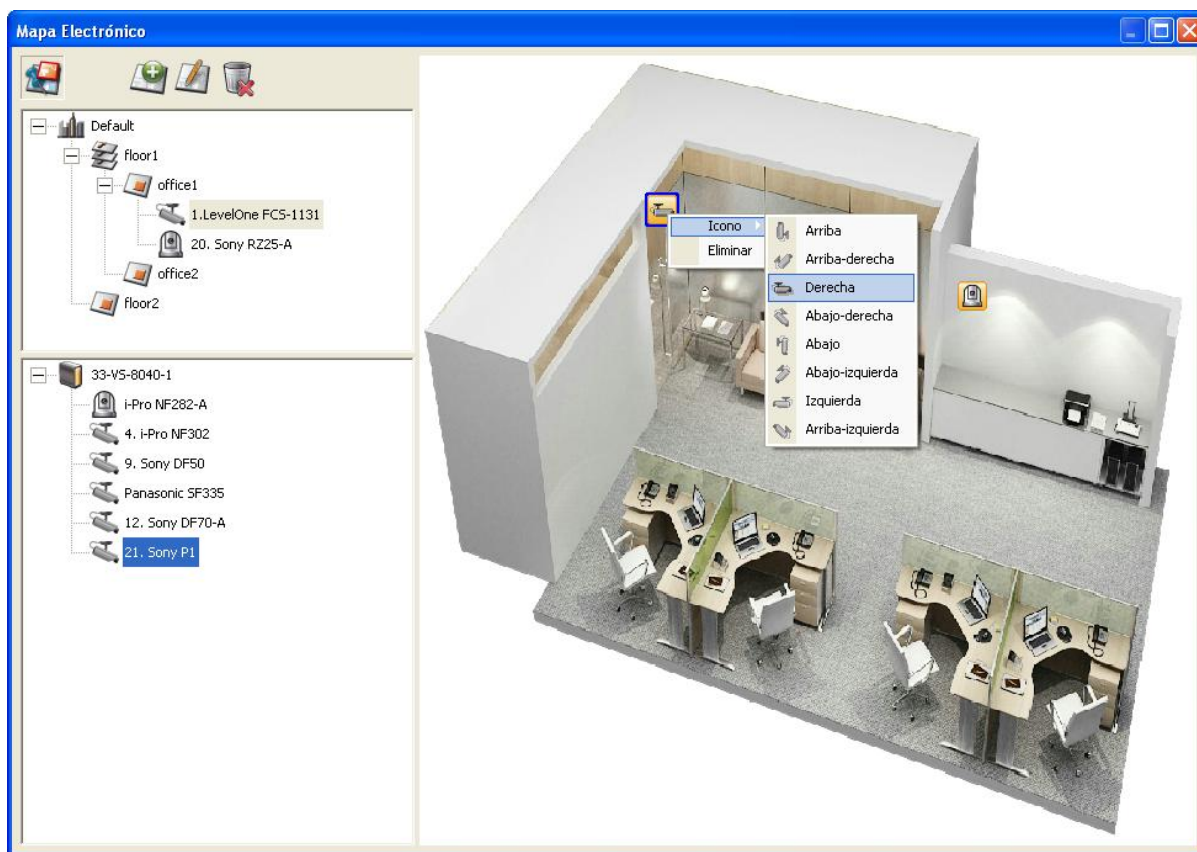 Mapa Electrónico
Default
floor1
office1
1.LevelOne FCS-1131
20. Sony RZ25-A
office2
floor2
33-VS-8040-1
i-Pro NF282-A
4. i-Pro NF302
9. Sony DF50
Panasonic SF335
12. Sony DF70-A
21. Sony P1
Icono
Eliminar
Arriba
Arriba-derecha
Derecha
Abajo-derecha
Abajo
Abajo-izquierda
Izquierda
Arriba-izquierda